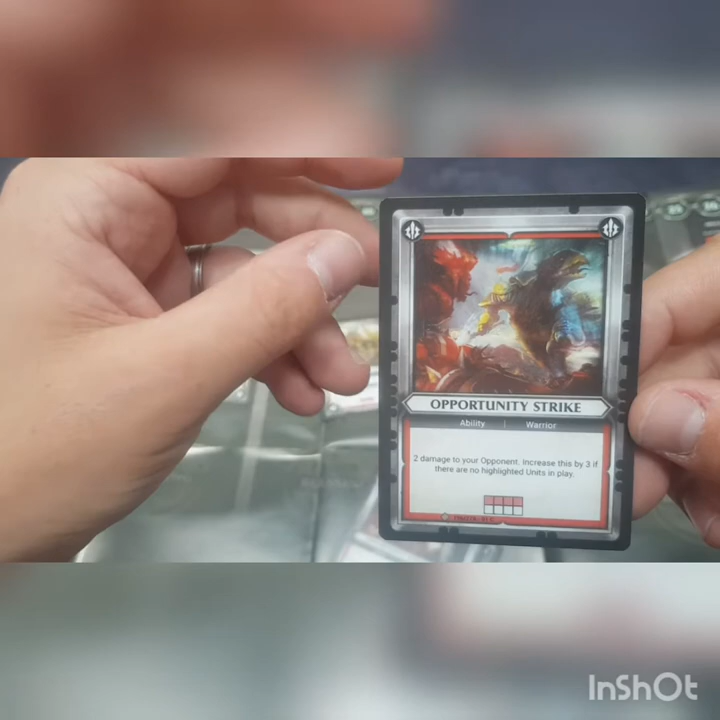 OPPORTUNITY STRIKE
Ability | Warrior
2 damage to your Opponent. Increase this by 3 if
there are no highlighted Units in play.
InShOt